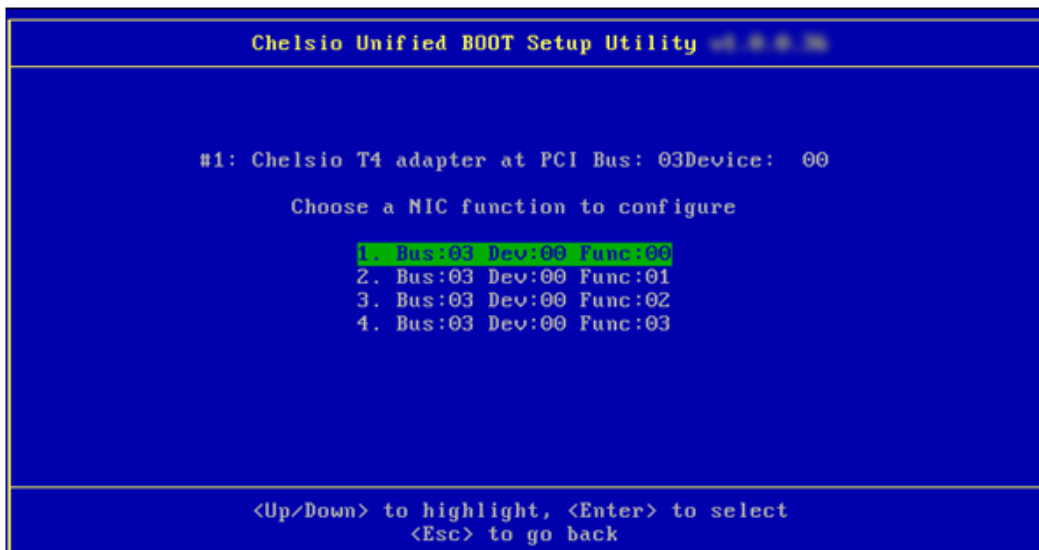 Chelsio Unified BOOT Setup Utility
#1: Chelsio T4 adapter at PCI Bus: 03Device:  00
Choose a NIC function to configure
1. Bus:03 Dev:00 Func:00
2. Bus:03 Dev:00 Func:01
3. Bus:03 Dev:00 Func:02
4. Bus:03 Dev:00 Func:03
<Up/Down> to highlight, <Enter> to select
<Esc> to go back